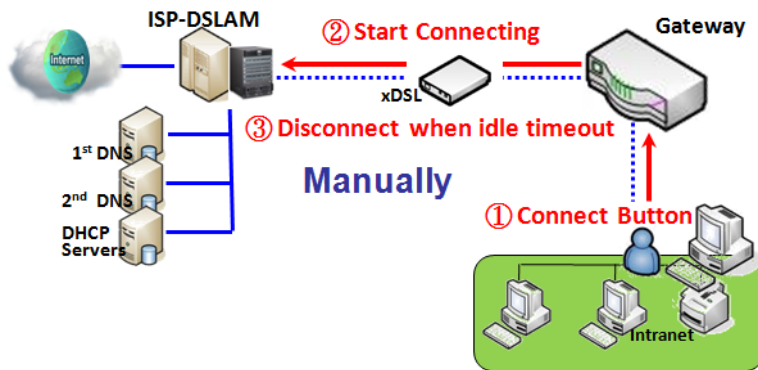 ISP-DSLAM
Internet
② Start Connecting
Gateway
xDSL
③ Disconnect when idle timeout
1st DNS
2nd DNS
DHCP
Servers
Manually
① Connect Button
Intranet